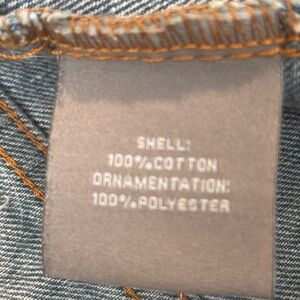 SHELL:
100%COTTON
ORNAMENTATION:
100%POLYESTER